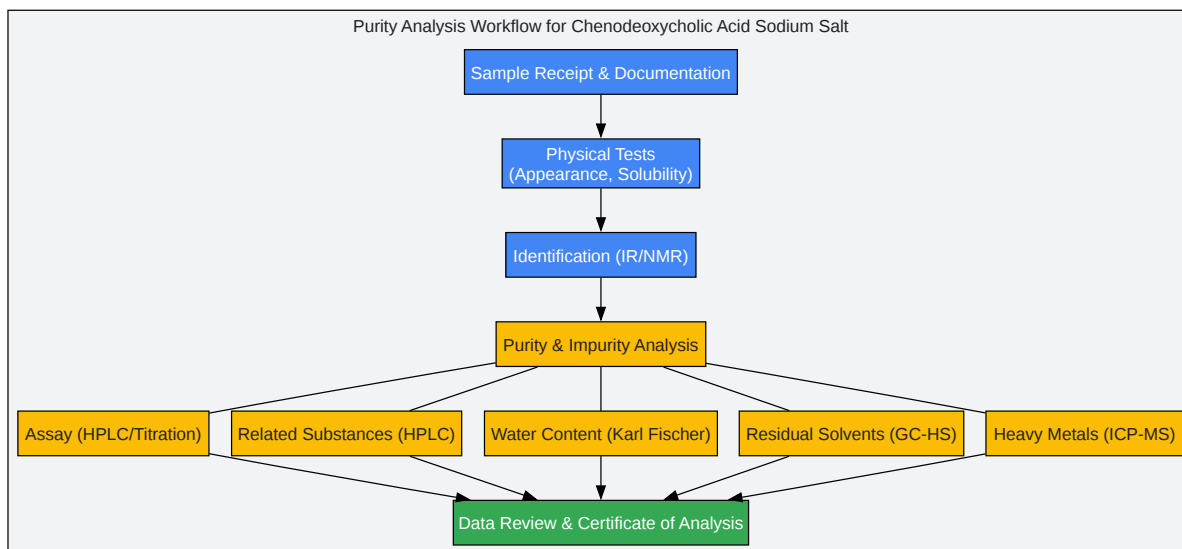 Purity Analysis Workflow for Chenodeoxycholic Acid Sodium Salt
Sample Receipt & Documentation
Physical Tests
(Appearance, Solubility)
Identification (IR/NMR)
Purity & Impurity Analysis
Assay (HPLC/Titration)
Related Substances (HPLC)
Water Content (Karl Fischer)
Residual Solvents (GC-HS)
Heavy Metals (ICP-MS)
Data Review & Certificate of Analysis